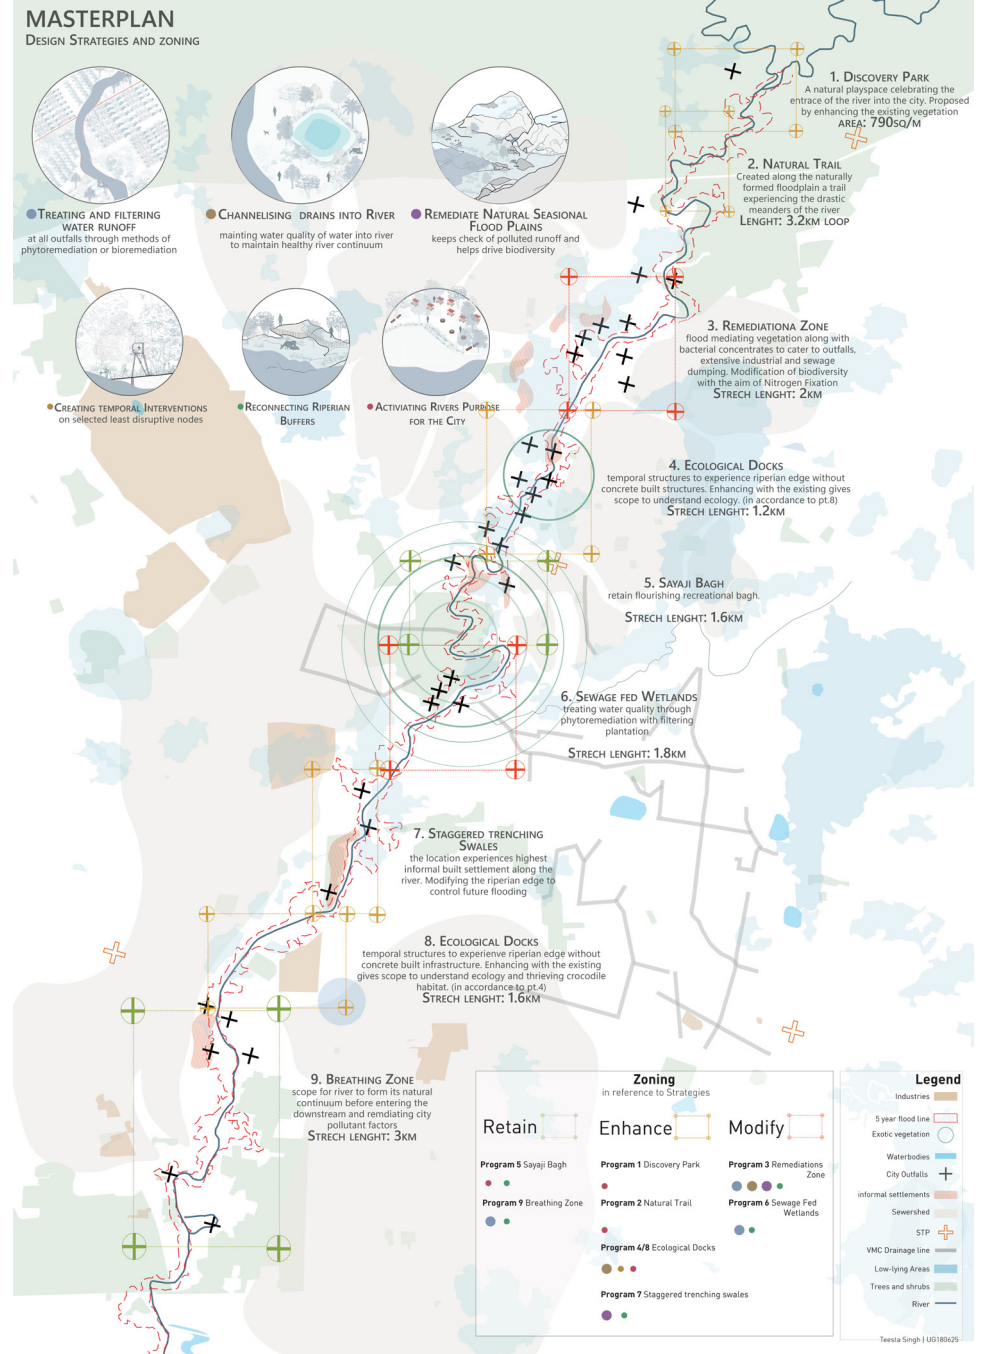 MASTERPLAN
Design Strategies and zoning
Treating and filtering
water runoff
at all outfalls through methods of
phytoremediation or bioremediation
Channelising drains into River
mainting water quality of water into river
to maintain healthy river continuum
Remediate Natural Seasonal
Flood Plains
keeps check of polluted runoff and
helps drive biodiversity
Creating temporal Interventions
on selected least disruptive nodes
Reconnecting Riperian
Buffers
Activiating Rivers Purpose
for the City
1. Discovery Park
A natural playspace celebrating the
entrace of the river into the city. Proposed
by enhancing the existing vegetation
area: 790sq/m
2. Natural Trail
Created along the naturally
formed floodplain a trail
experiencing the drastic
meanders of the river
Lenght: 3.2km loop
3. Remediationa Zone
flood mediating vegetation along with
bacterial concentrates to cater to outfalls,
extensive industrial and sewage
dumping. Modification of biodiversity
with the aim of Nitrogen Fixation
Strech lenght: 2km
4. Ecological Docks
temporal structures to experience riperian edge without
concrete built structures. Enhancing with the existing gives
scope to understand ecology. (in accordance to pt.8)
Strech lenght: 1.2km
5. Sayaji Bagh
retain flourishing recreational bagh.
Strech lenght: 1.6km
6. Sewage fed Wetlands
treating water quality through
phytoremediation with filtering
plantation
Strech lenght: 1.8km
7. Staggered trenching
Swales
the location experiences highest
informal built settlement along the
river. Modifying the riperian edge to
control future flooding
8. Ecological Docks
temporal structures to experienve riperian edge without
concrete built infrastructure. Enhancing with the existing
gives scope to understand ecology and thrieving crocodile
habitat. (in accordance to pt.4)
Strech lenght: 1.6km
9. Breathing Zone
scope for river to form its natural
continuum before entering the
downstream and remdiating city
pollutant factors
Strech lenght: 3km
Zoning
in reference to Strategies
Retain
Enhance
Modify
Program 5 Sayaji Bagh
Program 9 Breathing Zone
Program 1 Discovery Park
Program 2 Natural Trail
Program 4/8 Ecological Docks
Program 7 Staggered trenching swales
Program 3 Remediations
Zone
Program 6 Sewage Fed
Wetlands
Legend
Industries
5 year flood line
Exotic vegetation
Waterbodies
City Outfalls
informal settlements
Sewershed
STP
VMC Drainage line
Low-lying Areas
Trees and shrubs
River
Teesta Singh | UG180625